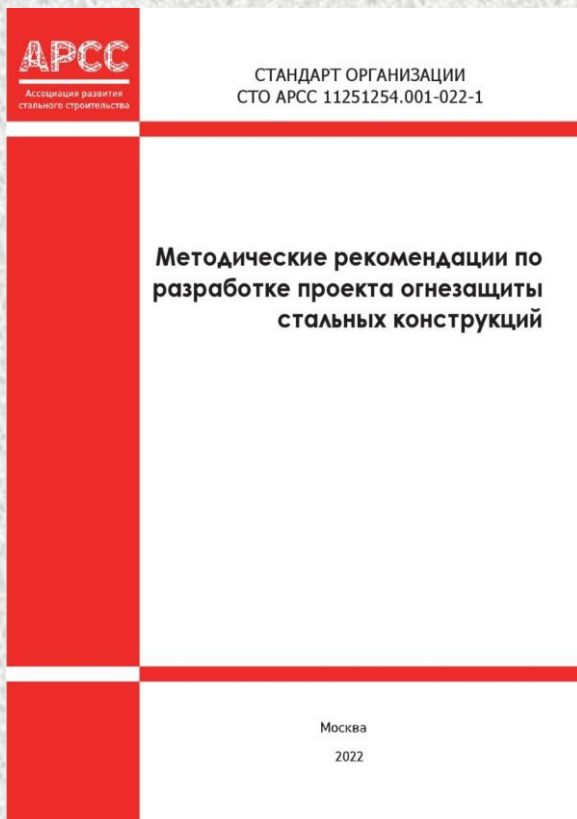 АРСС
Ассоциация развития
стального строительства
СТАНДАРТ ОРГАНИЗАЦИИ
СТО АРСС 11251254.001-022-1
Методические рекомендации по
разработке проекта огнезащиты
стальных конструкций
Москва
2022